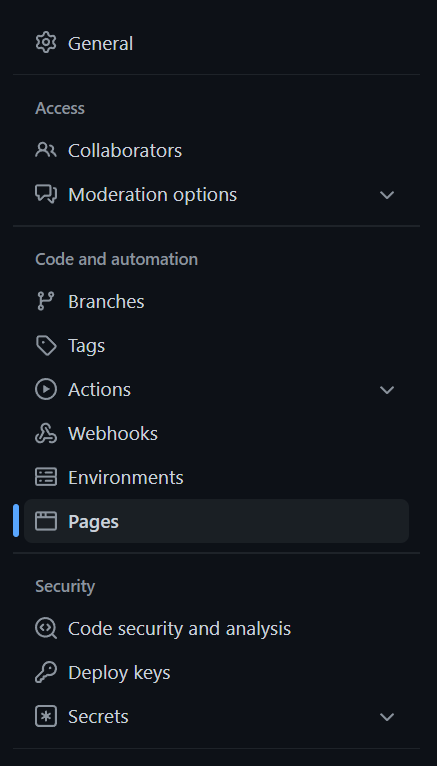 General
Access
Collaborators
Moderation options
Code and automation
Branches
Tags
Actions
Webhooks
Environments
Pages
Security
Code security and analysis
Deploy keys
Secrets